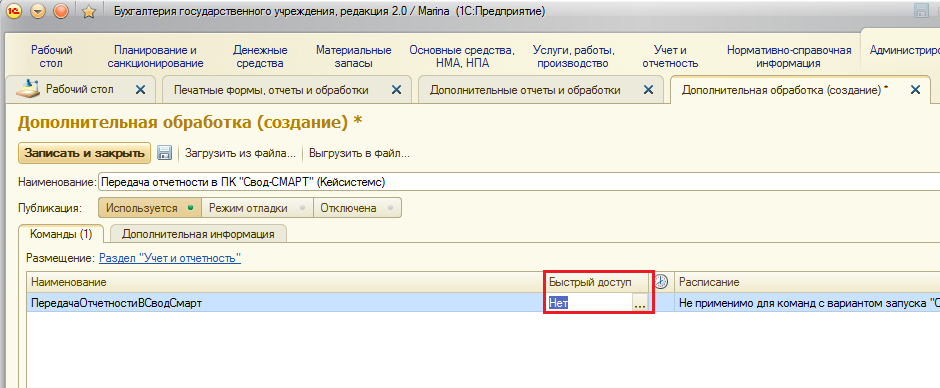 Бухгалтерия государственного учреждения, редакция 2.0 / Marina (1С:Предприятие)
Рабочий стол
Планирование и санкционирование
Денежные средства
Материальные запасы
Основные средства, НМА, НПА
Услуги, работы, производство
Учет и отчетность
Нормативно-справочная информация
Администриро
Рабочий стол
Печатные формы, отчеты и обработки
Дополнительные отчеты и обработки
Дополнительная обработка (создание) *
Дополнительная обработка (создание) *
Записать и закрыть
Загрузить из файла...
Выгрузить в файл...
Наименование: Передача отчетности в ПК "Свод-СМАРТ" (Кейсистемс)
Публикация: Используется Режим отладки Отключена
Команды (1) Дополнительная информация
Размещение: Раздел "Учет и отчетность"
Наименование Быстрый доступ Расписание
ПередачаОтчетностиВСводСмарт Нет ... Не применимо для команд с вариантом запуска "О